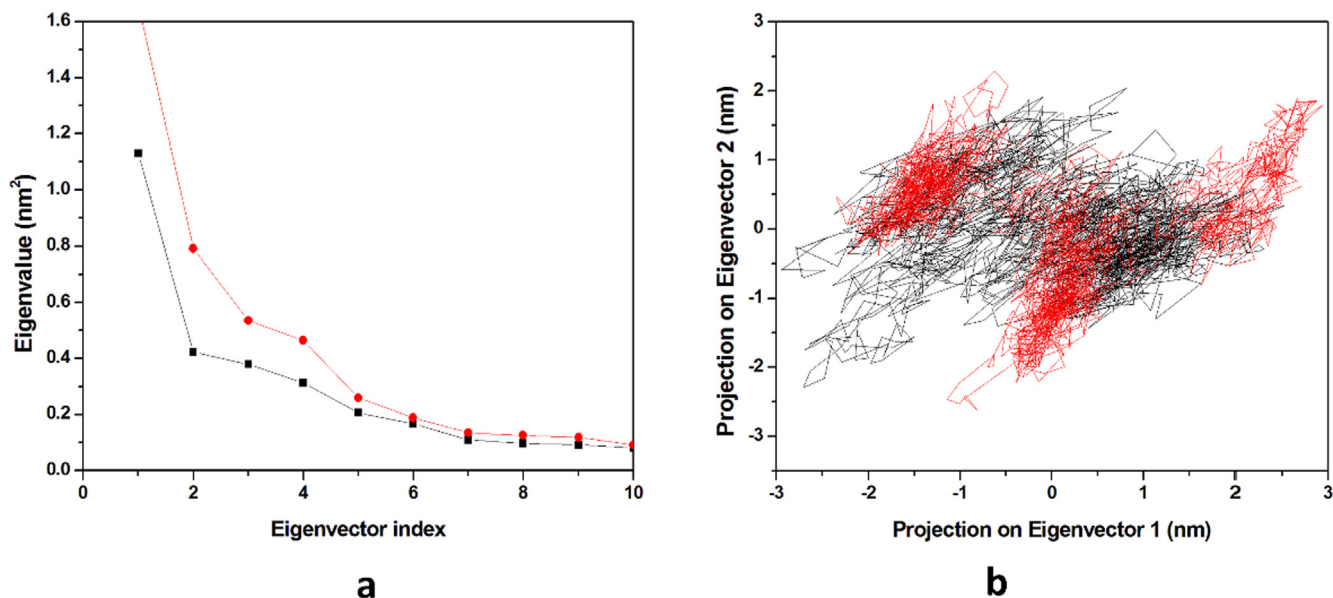 1.6
1.4
1.2
1.0
0.8
0.6
0.4
0.2
0.0
0 2 4 6 8 10
Eigenvalue (nm²)
Eigenvector index
a
3
2
1
0
-1
-2
-3
-3 -2 -1 0 1 2 3
Projection on Eigenvector 2 (nm)
Projection on Eigenvector 1 (nm)
b